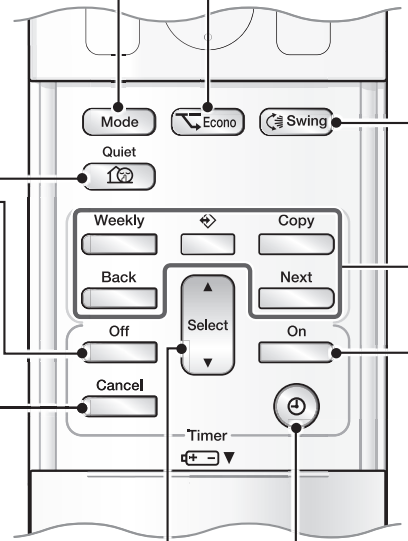 Mode Econo Swing
Quiet
Weekly Copy
Back Next
Select
Off On
Cancel
Timer
+ -